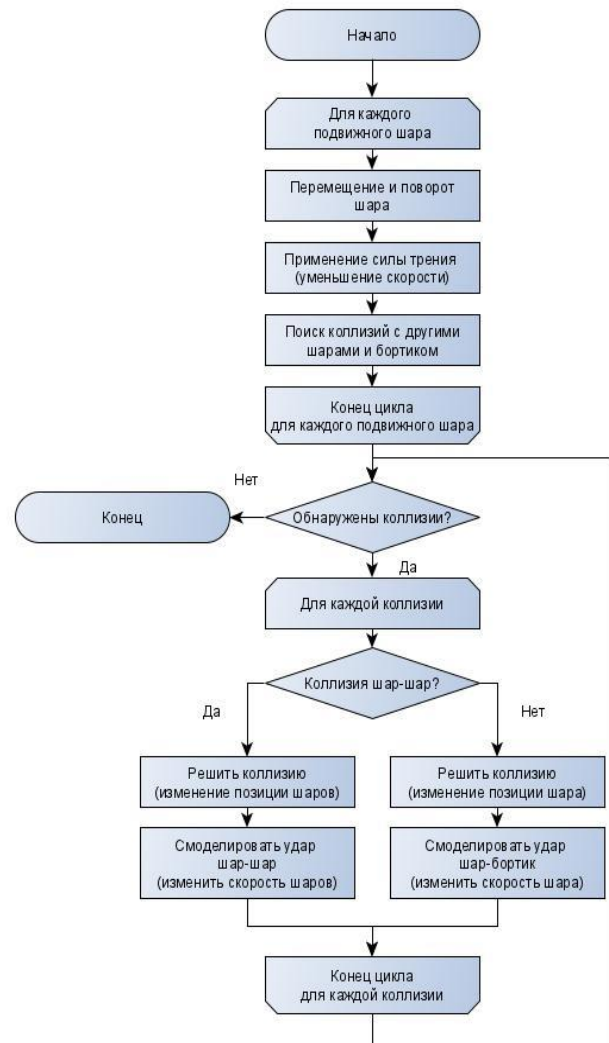 Начало
Для каждого
подвижного шара
Перемещение и поворот
шара
Применение силы трения
(уменьшение скорости)
Поиск коллизий с другими
шарами и бортиком
Конец цикла
для каждого подвижного шара
Нет
Конец
Обнаружены коллизии?
Да
Для каждой коллизии
Коллизия шар-шар?
Да
Нет
Решить коллизию
(изменение позиции шаров)
Решить коллизию
(изменение позиции шара)
Смоделировать удар
шар-шар
(изменить скорость шаров)
Смоделировать удар
шар-бортик
(изменить скорость шара)
Конец цикла
для каждой коллизии